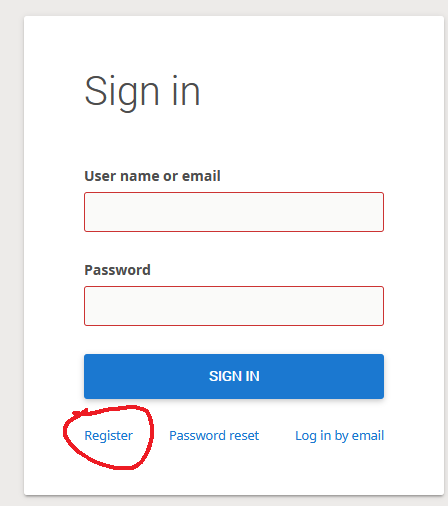 Sign in
User name or email
Password
SIGN IN
Register Password reset Log in by email